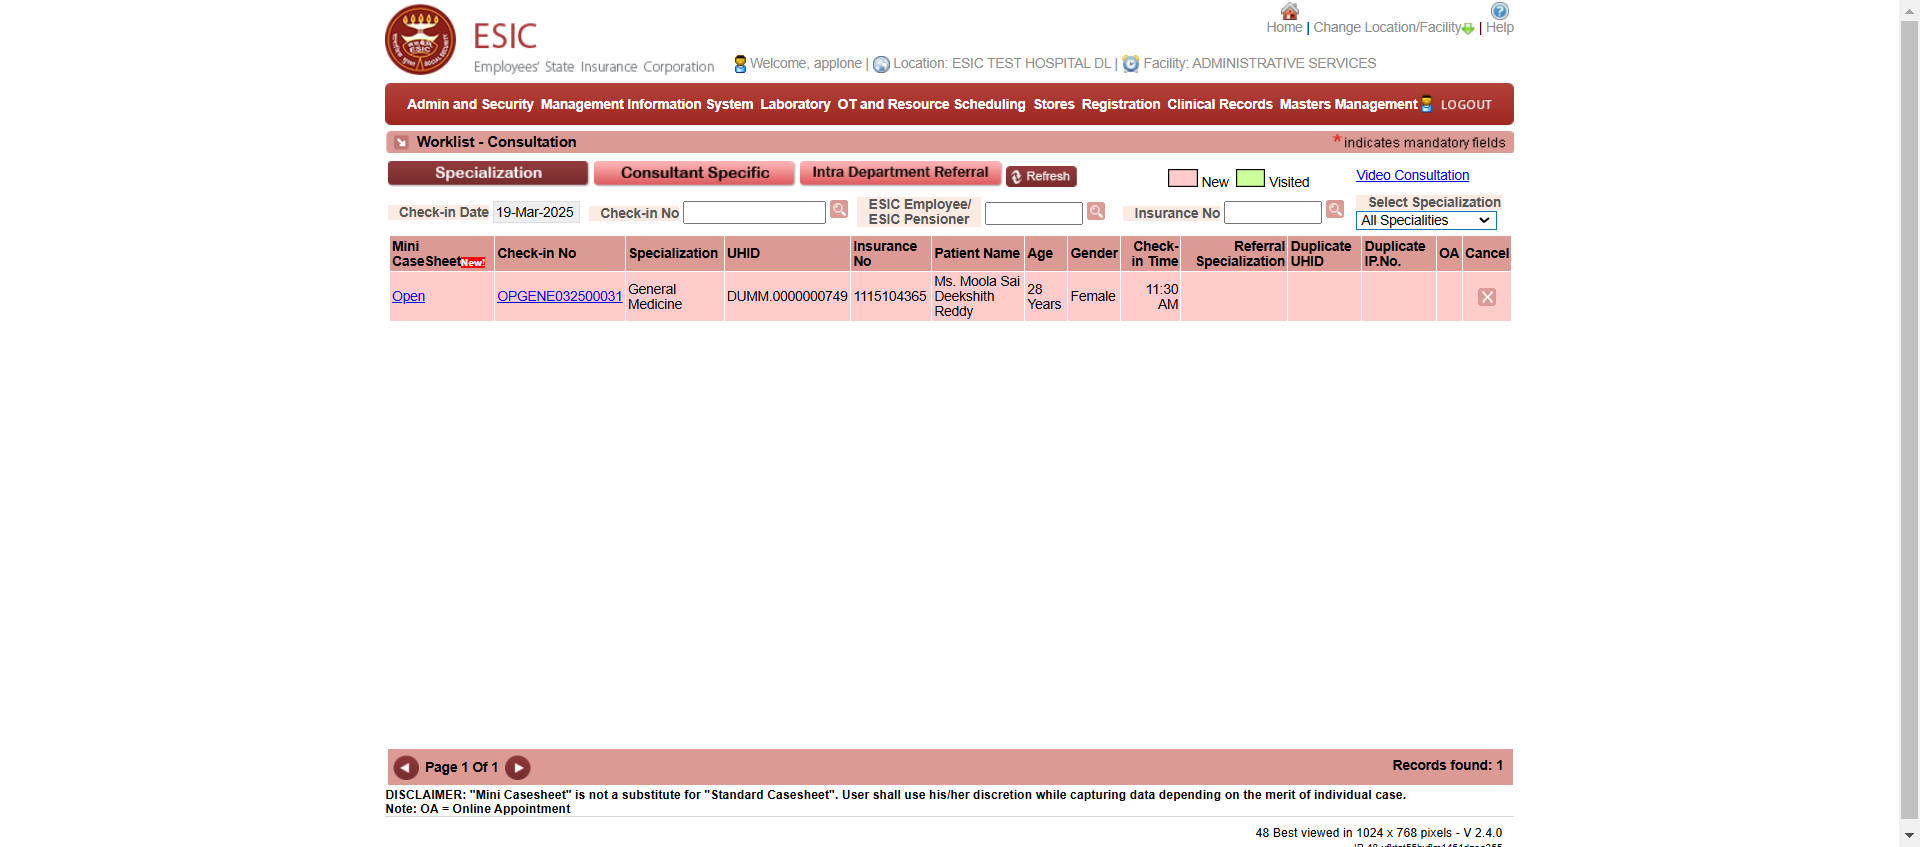 ESIC
Employees' State Insurance Corporation
Home | Change Location/Facility | Help
Welcome, applone | Location: ESIC TEST HOSPITAL DL | Facility: ADMINISTRATIVE SERVICES
Admin and Security Management Information System Laboratory OT and Resource Scheduling Stores Registration Clinical Records Masters Management LOGOUT
Worklist - Consultation
* indicates mandatory fields
Specialization Consultant Specific Intra Department Referral Refresh
New Visited
Video Consultation
Check-in Date 19-Mar-2025 Check-in No
ESIC Employee/
ESIC Pensioner
Insurance No
Select Specialization
All Specialities
Mini CaseSheet New! Check-in No Specialization UHID Insurance No Patient Name Age Gender Check-in Time Referral Specialization Duplicate UHID Duplicate IP.No. OA Cancel
Open OPGENE032500031 General Medicine DUMM.0000000749 1115104365 Ms. Moola Sai Deekshith Reddy 28 Years Female 11:30 AM
Page 1 Of 1
Records found: 1
DISCLAIMER: "Mini Casesheet" is not a substitute for "Standard Casesheet". User shall use his/her discretion while capturing data depending on the merit of individual case.
Note: OA = Online Appointment
48 Best viewed in 1024 x 768 pixels - V 2.4.0